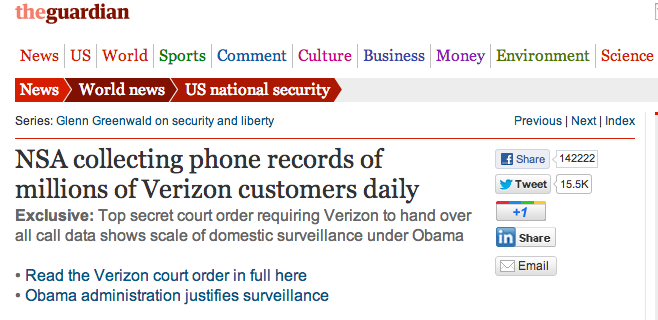 theguardian
News US World Sports Comment Culture Business Money Environment Science
News World news US national security
Series: Glenn Greenwald on security and liberty
Previous | Next | Index
NSA collecting phone records of
millions of Verizon customers daily
Exclusive: Top secret court order requiring Verizon to hand over
all call data shows scale of domestic surveillance under Obama
• Read the Verizon court order in full here
• Obama administration justifies surveillance
f Share 142222
Tweet 15.5K
+1
in Share
Email